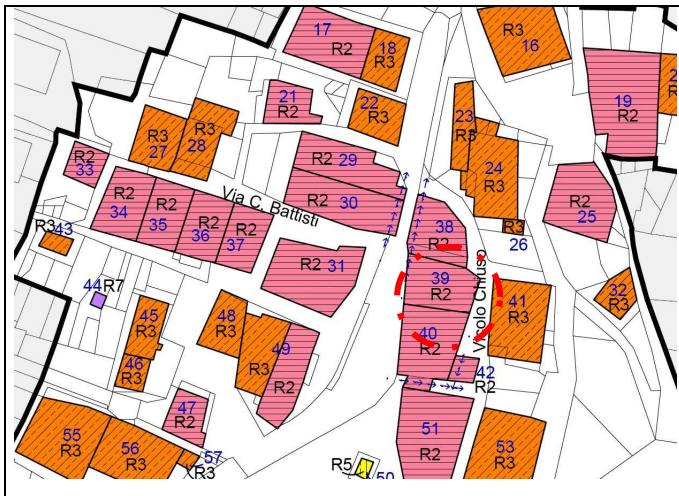 17
R2
18
R3
R3
16
19
R2
21
R2
22
R3
23
R3
24
R3
R3
27
R3
28
29
R2
R2
30
R2
33
R2
34
R2
35
R2
36
R2
37
Via C. Battisti
R2
31
38
R2
39
R2
40
R2
Vicolo Chiuso
R3
26
25
R2
32
R3
41
R3
42
R2
R3
43
44
R7
45
R3
46
R3
48
R3
R3
49
R2
47
R2
51
R2
53
R3
55
R3
56
R3
57
R3
R5
50